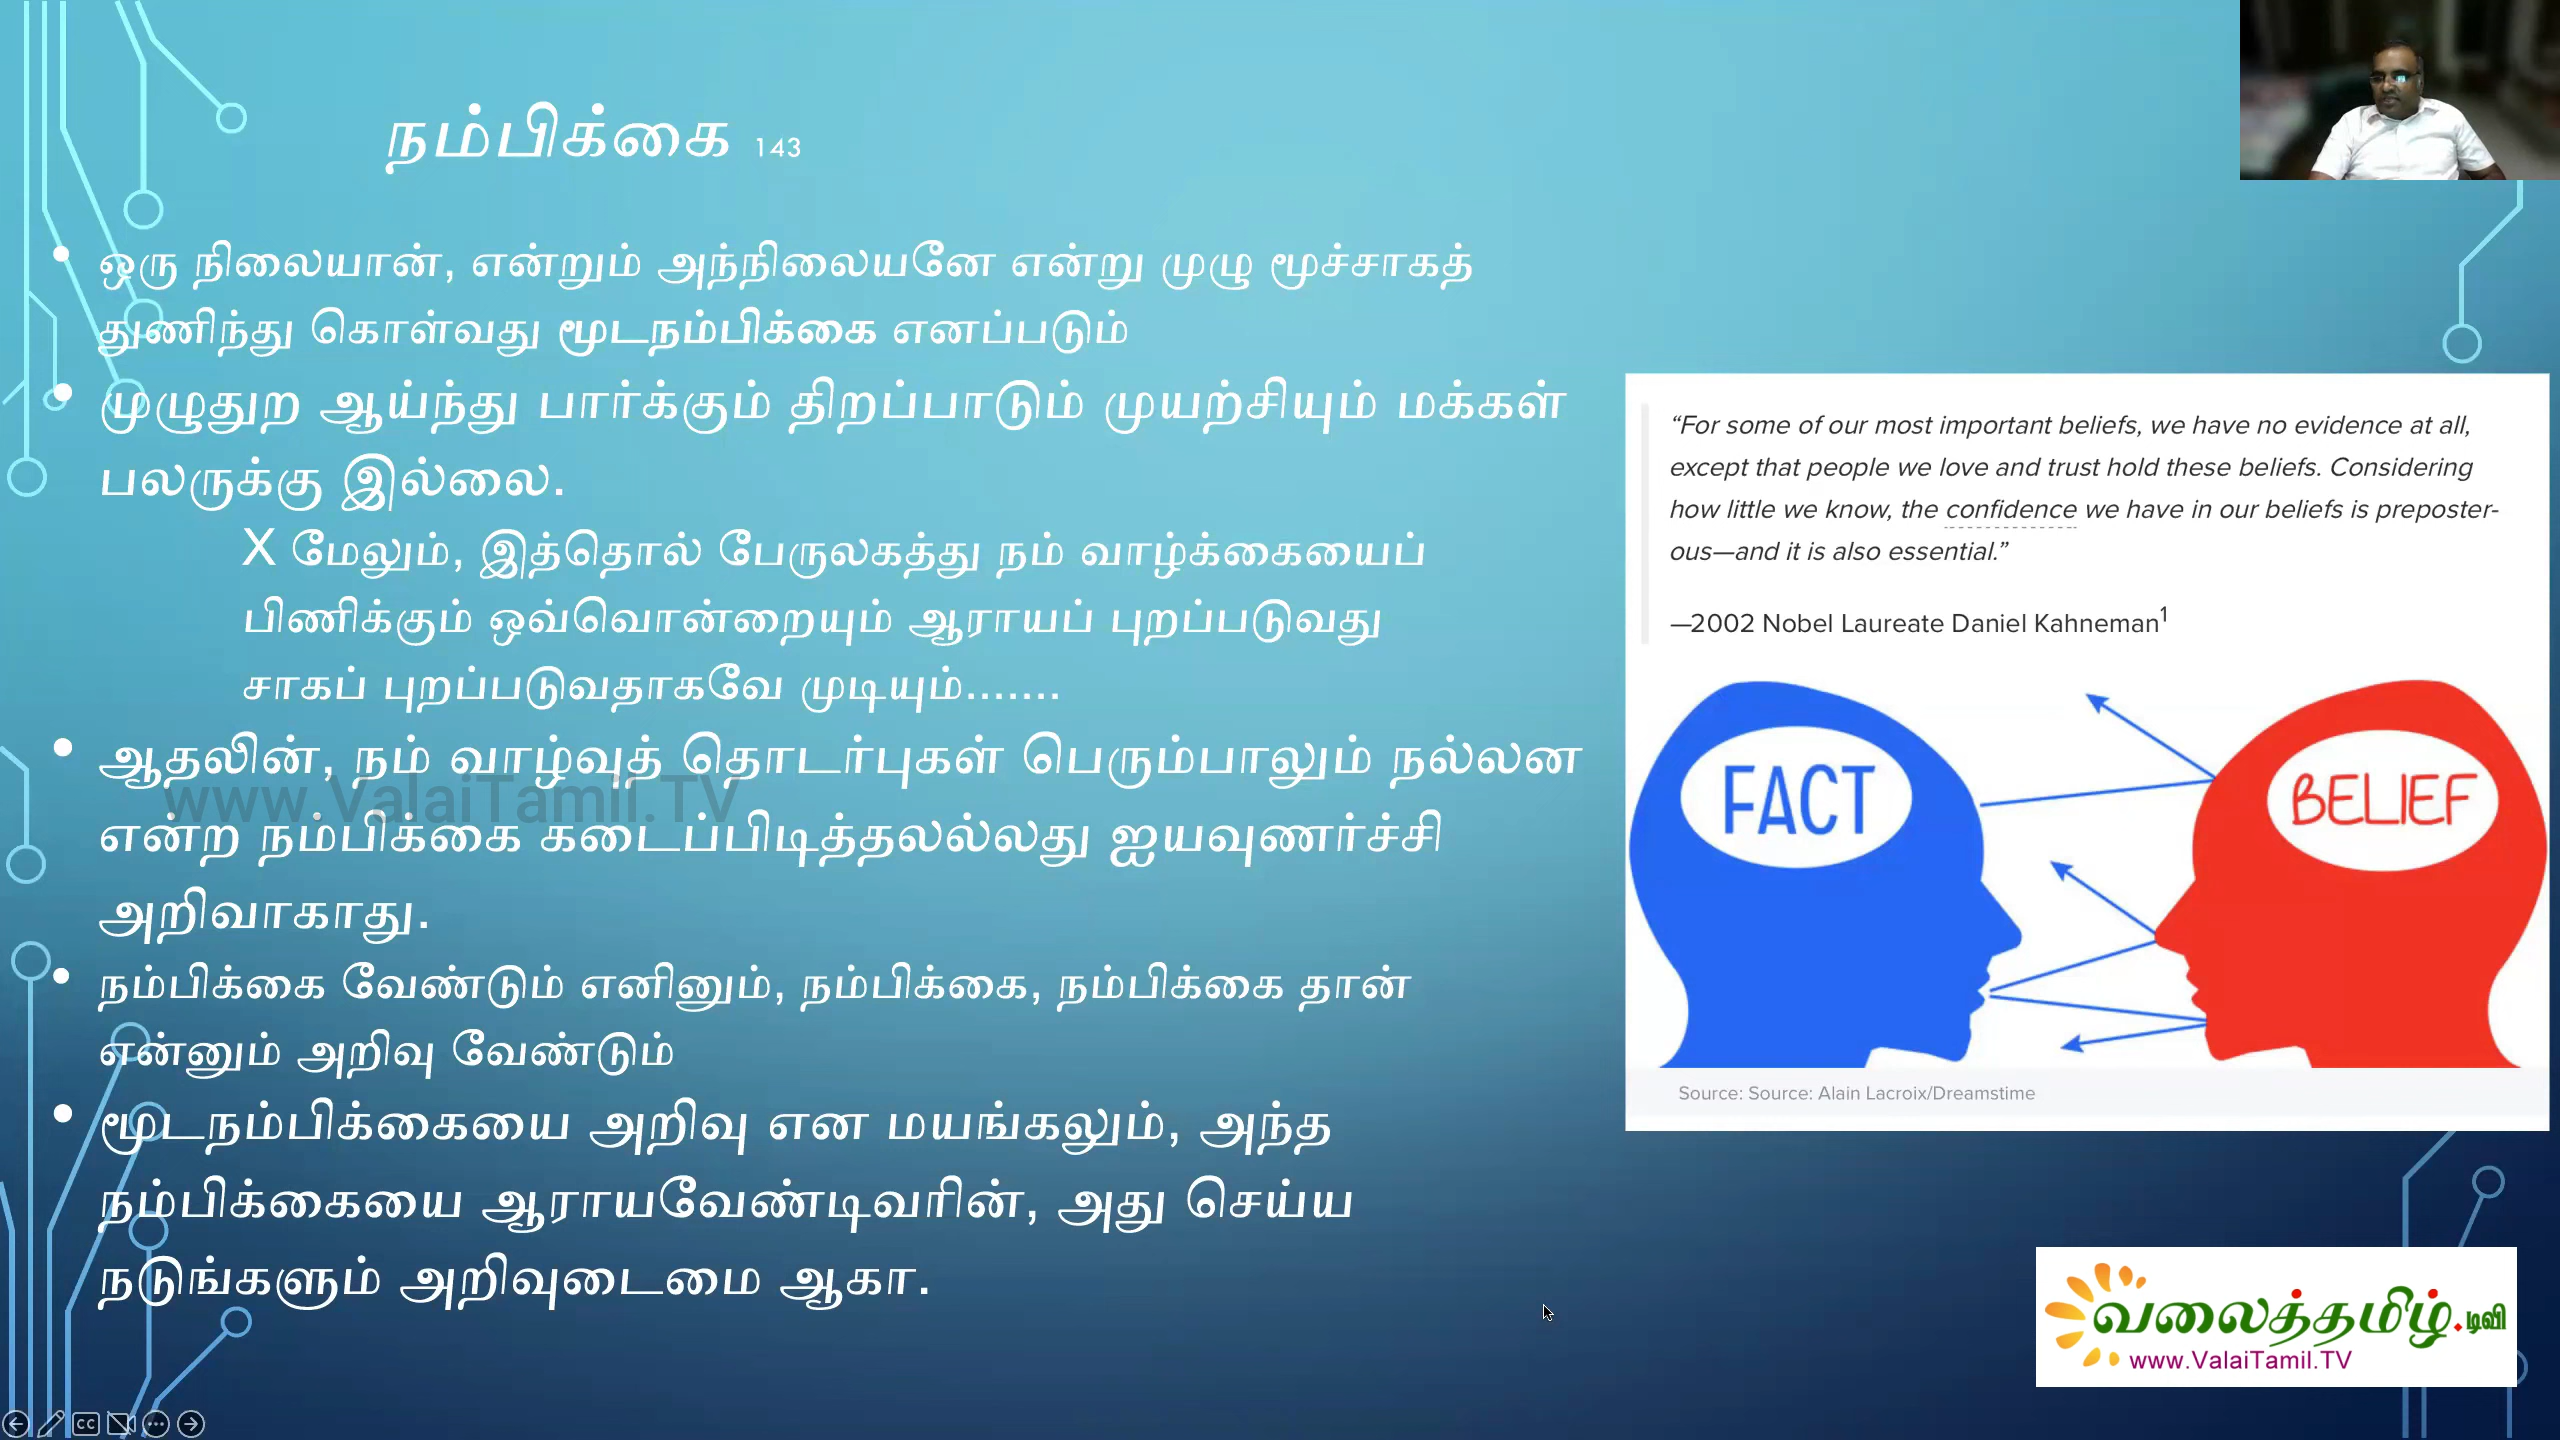 நம்பிக்கை 143
• ஒரு நிலையான், என்றும் அந்நிலையனே என்று முழு மூச்சாகத்
துணிந்து கொள்வது மூடநம்பிக்கை எனப்படும்
• முழுதுற ஆய்ந்து பார்க்கும் திறப்பாடும் முயற்சியும் மக்கள்
பலருக்கு இல்லை.
X மேலும், இத்தொல் பேருலகத்து நம் வாழ்க்கையைப்
பிணிக்கும் ஒவ்வொன்றையும் ஆராயப் புறப்படுவது
சாகப் புறப்படுவதாகவே முடியும்.......
• ஆதலின், நம் வாழ்வுத் தொடர்புகள் பெரும்பாலும் நல்லன
என்ற நம்பிக்கை கடைப்பிடித்தலல்லது ஐயவுணர்ச்சி
அறிவாகாது.
• நம்பிக்கை வேண்டும் எனினும், நம்பிக்கை, நம்பிக்கை தான்
என்னும் அறிவு வேண்டும்
• மூடநம்பிக்கையை அறிவு என மயங்கலும், அந்த
நம்பிக்கையை ஆராயவேண்டிவரின், அது செய்ய
நடுங்களும் அறிவுடைமை ஆகா.
www.ValaiTamil.TV
“For some of our most important beliefs, we have no evidence at all,
except that people we love and trust hold these beliefs. Considering
how little we know, the confidence we have in our beliefs is preposter-
ous—and it is also essential.”
—2002 Nobel Laureate Daniel Kahneman1
FACT
BELIEF
Source: Source: Alain Lacroix/Dreamstime
வலைத்தமிழ்.டிவி
www.ValaiTamil.TV
CC